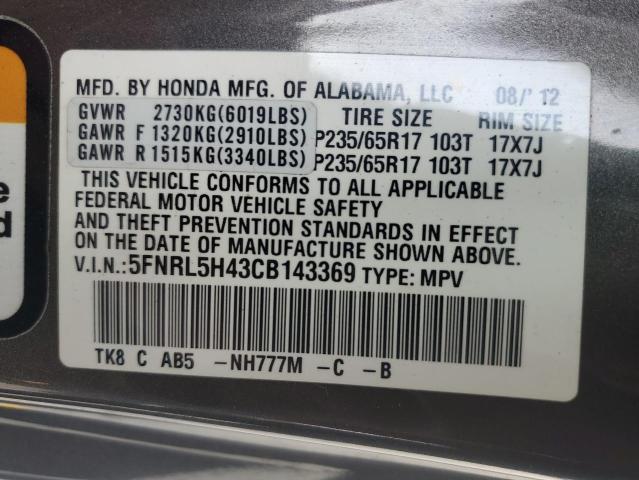 MFD. BY HONDA MFG. OF ALABAMA, LLC 08/'12
GVWR 2730KG(6019LBS) TIRE SIZE RIM SIZE
GAWR F 1320KG(2910LBS) P235/65R17 103T 17X7J
GAWR R 1515KG(3340LBS) P235/65R17 103T 17X7J
THIS VEHICLE CONFORMS TO ALL APPLICABLE
FEDERAL MOTOR VEHICLE SAFETY
AND THEFT PREVENTION STANDARDS IN EFFECT
ON THE DATE OF MANUFACTURE SHOWN ABOVE.
V.I.N.:5FNRL5H43CB143369 TYPE: MPV
TK8 C AB5 -NH777M -C -B